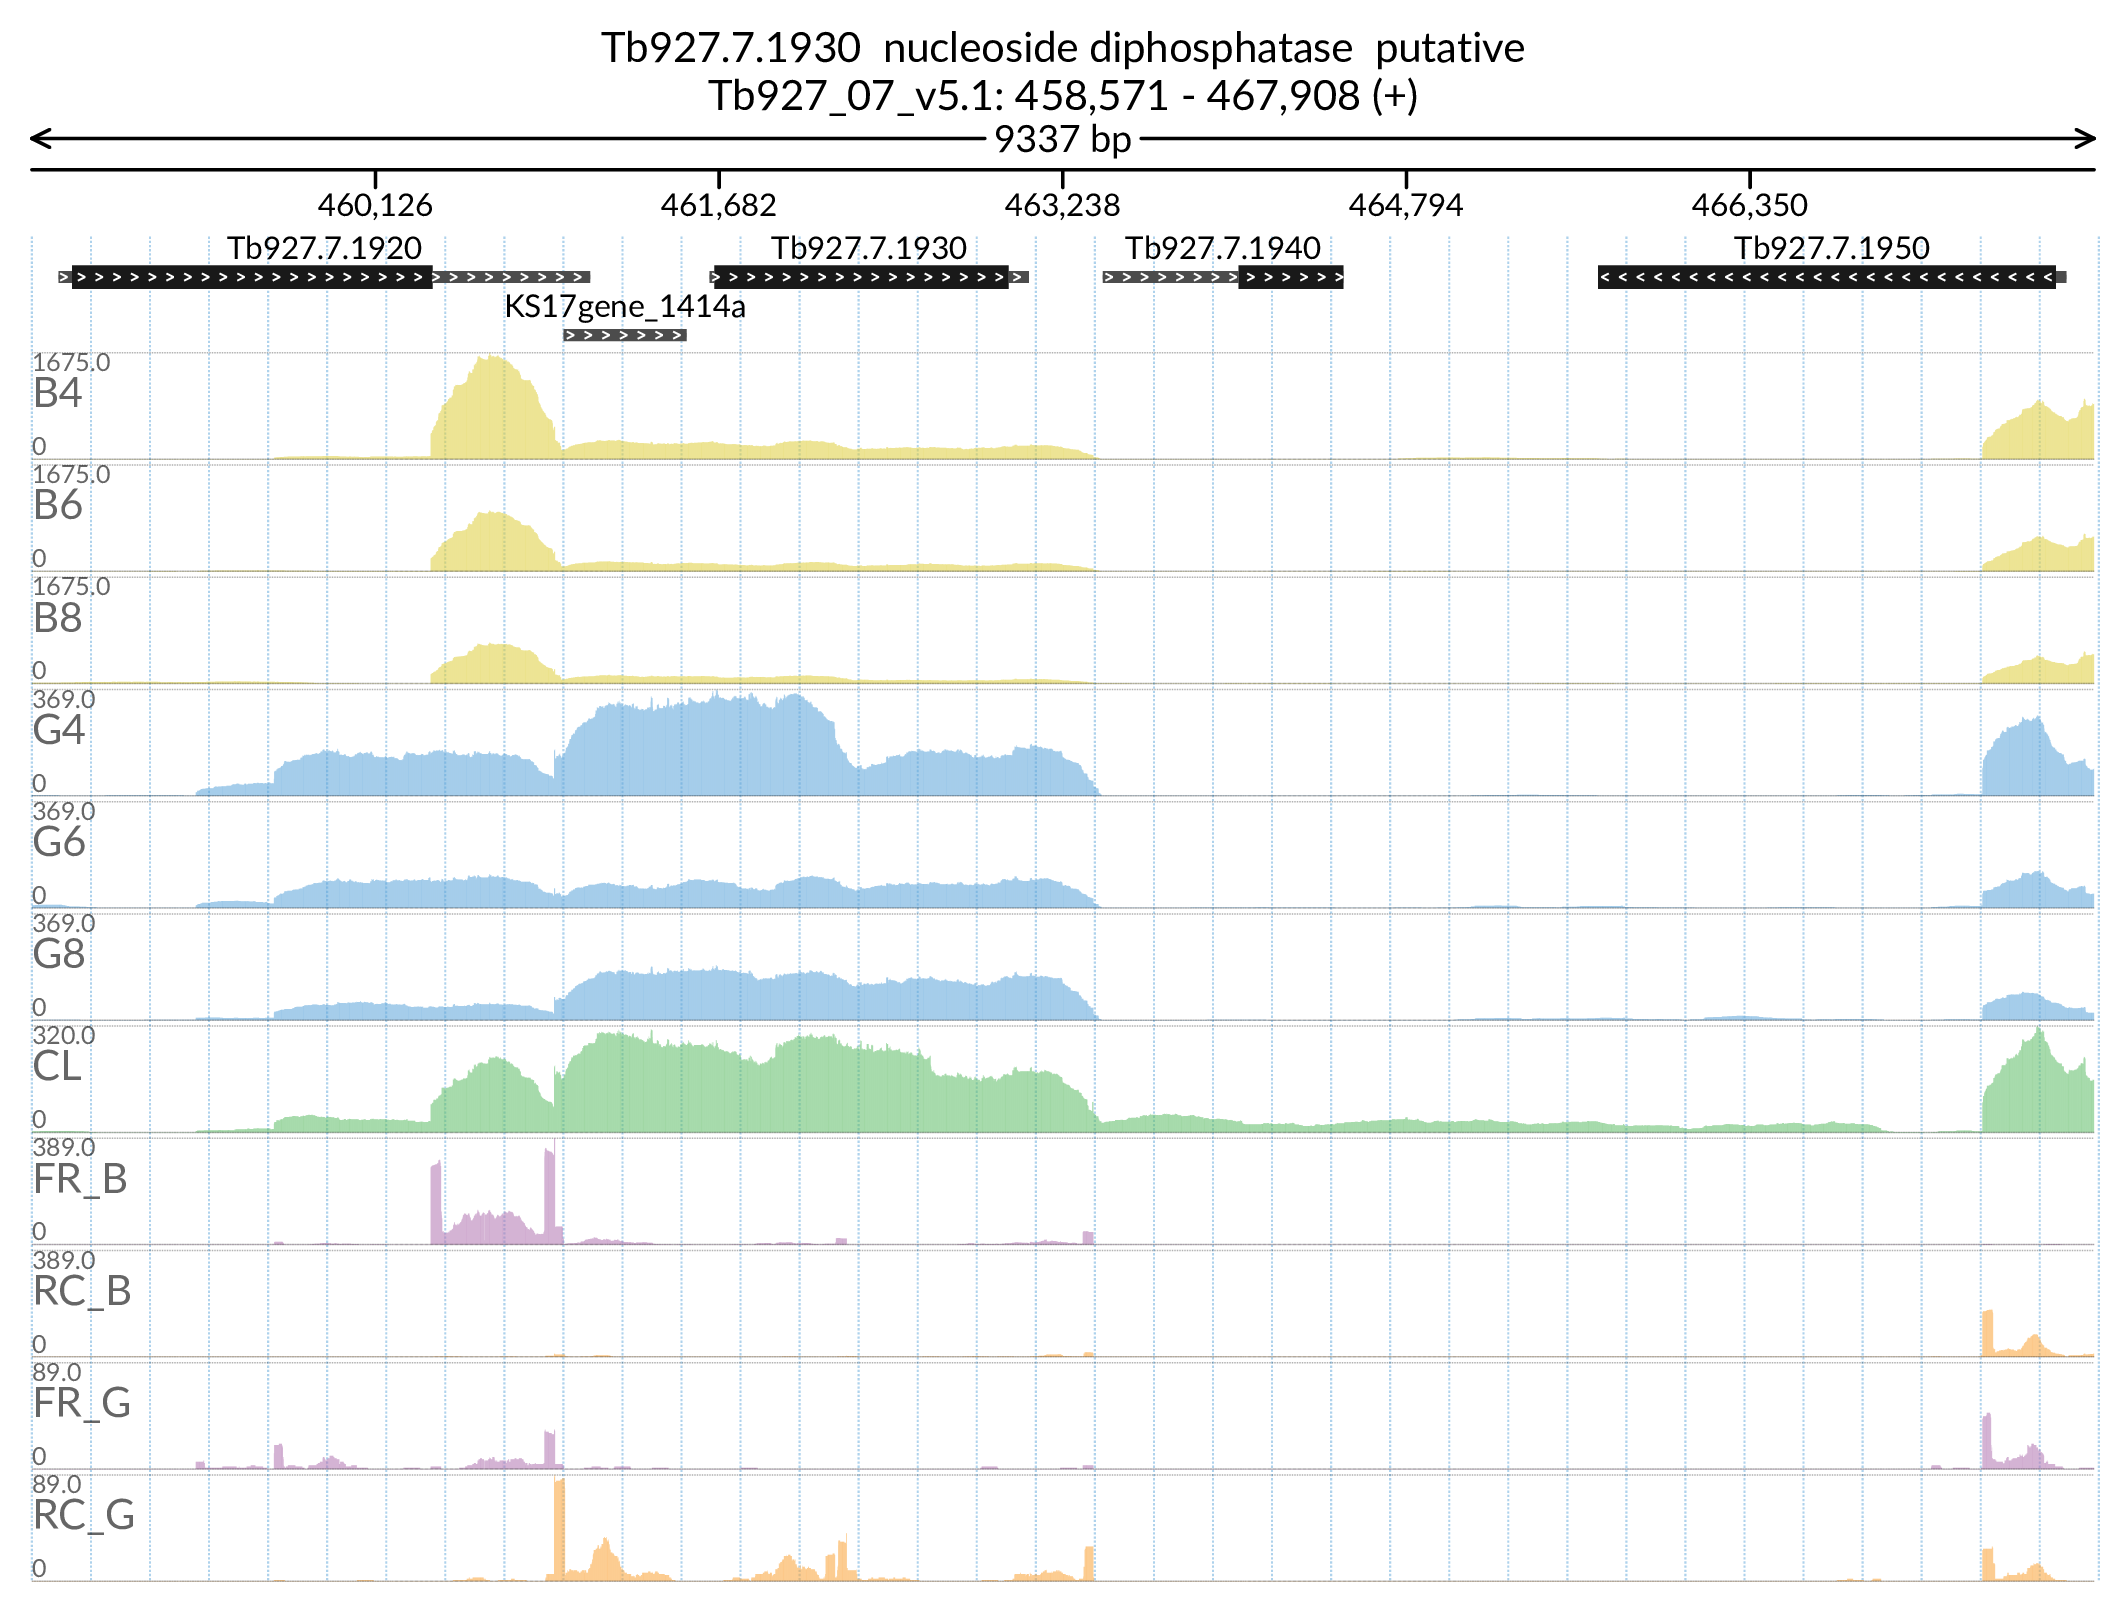 Tb927.7.1930 nucleoside diphosphatase putative
Tb927_07_v5.1: 458,571 - 467,908 (+)
9337 bp
460,126 461,682 463,238 464,794 466,350
Tb927.7.1920 Tb927.7.1930 Tb927.7.1940 Tb927.7.1950
KS17gene_1414a
1675.0
B4
0
1675.0
B6
0
1675.0
B8
0
369.0
G4
0
369.0
G6
0
369.0
G8
0
320.0
CL
0
389.0
FR_B
0
389.0
RC_B
0
89.0
FR_G
0
89.0
RC_G
0